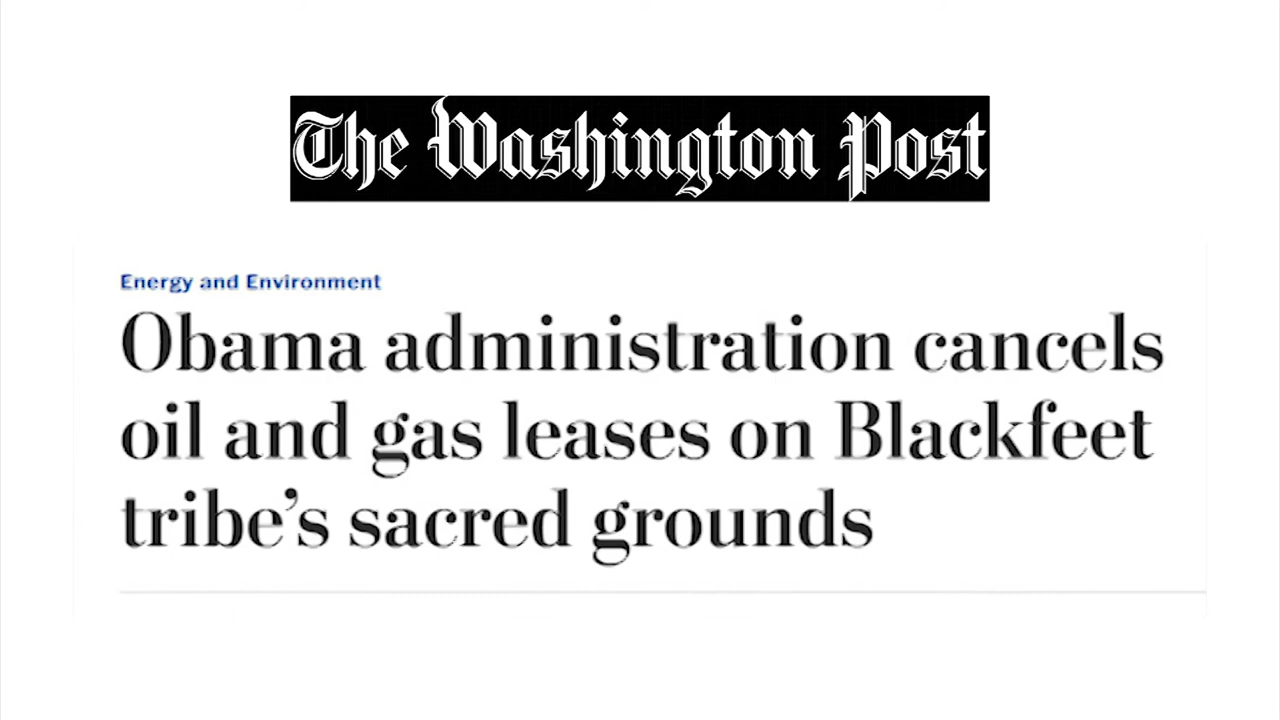 The Washington Post
Energy and Environment
Obama administration cancels
oil and gas leases on Blackfeet
tribe’s sacred grounds